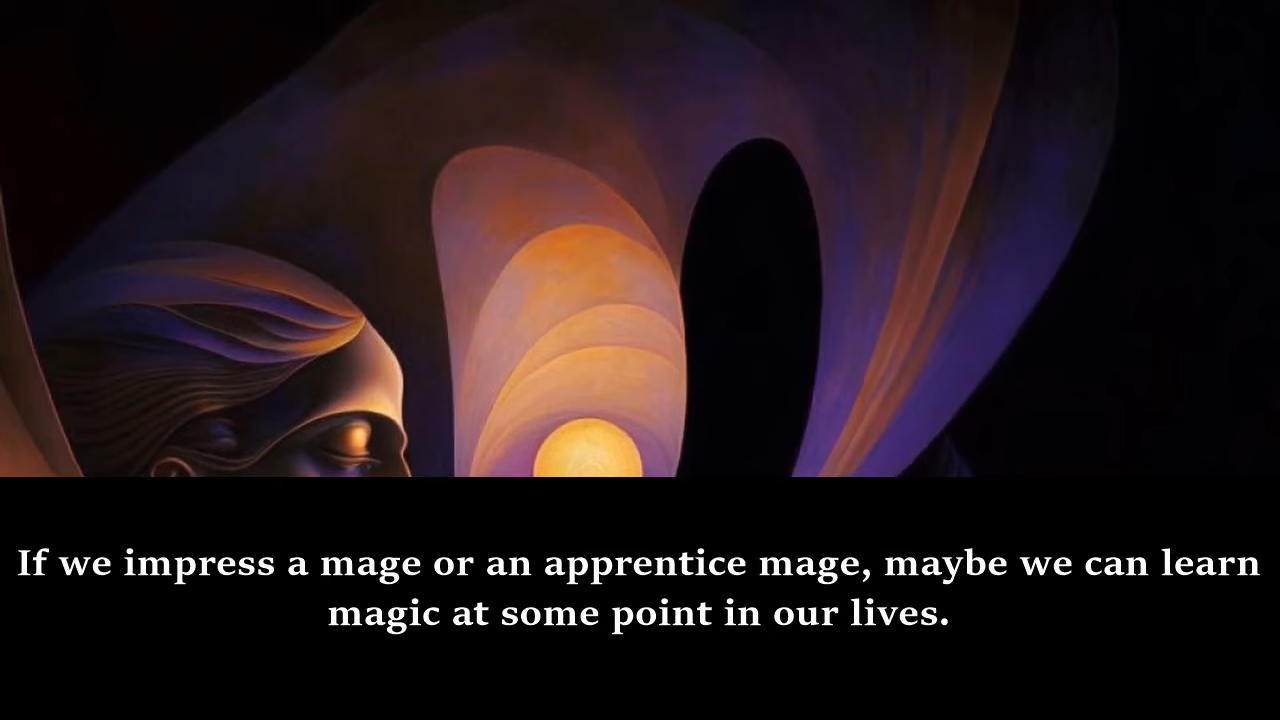 If we impress a mage or an apprentice mage, maybe we can learn
magic at some point in our lives.